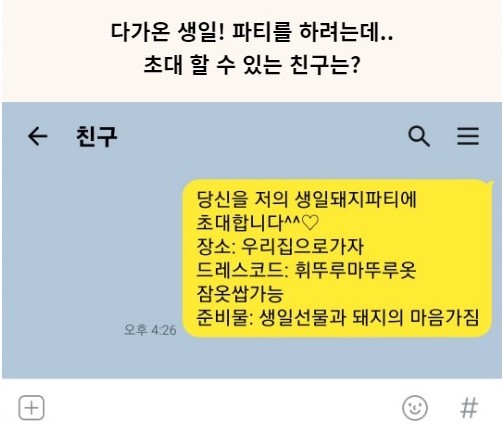 다가온 생일! 파티를 하려는데..
초대 할 수 있는 친구는?
친구
당신을 저의 생일돼지파티에
초대합니다^^♡
장소: 우리집으로가자
드레스코드: 휘뚜루마뚜루옷
잠옷쌉가능
준비물: 생일선물과 돼지의 마음가짐
오후 4:26
#